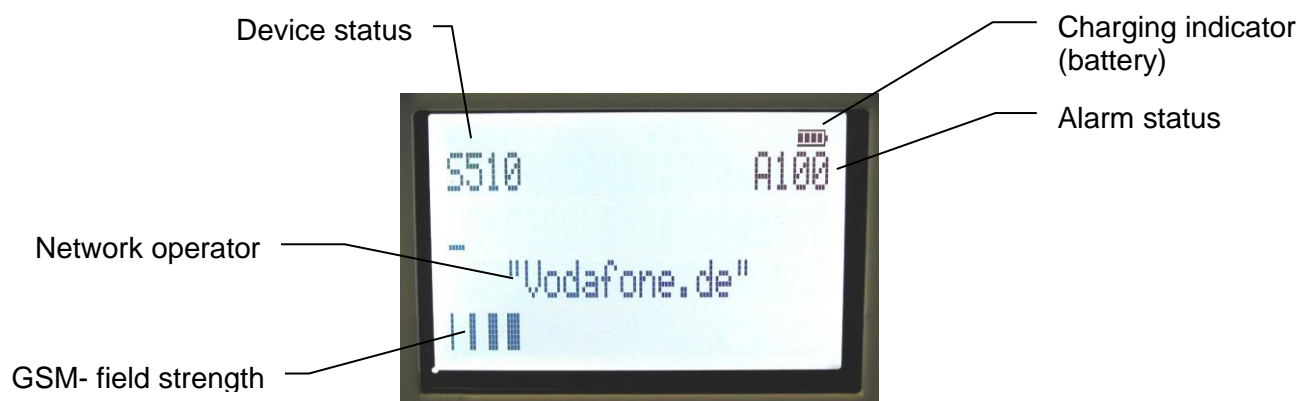 Device status
Charging indicator
(battery)
Alarm status
S510
A100
Network operator
"Vodafone.de"
GSM- field strength